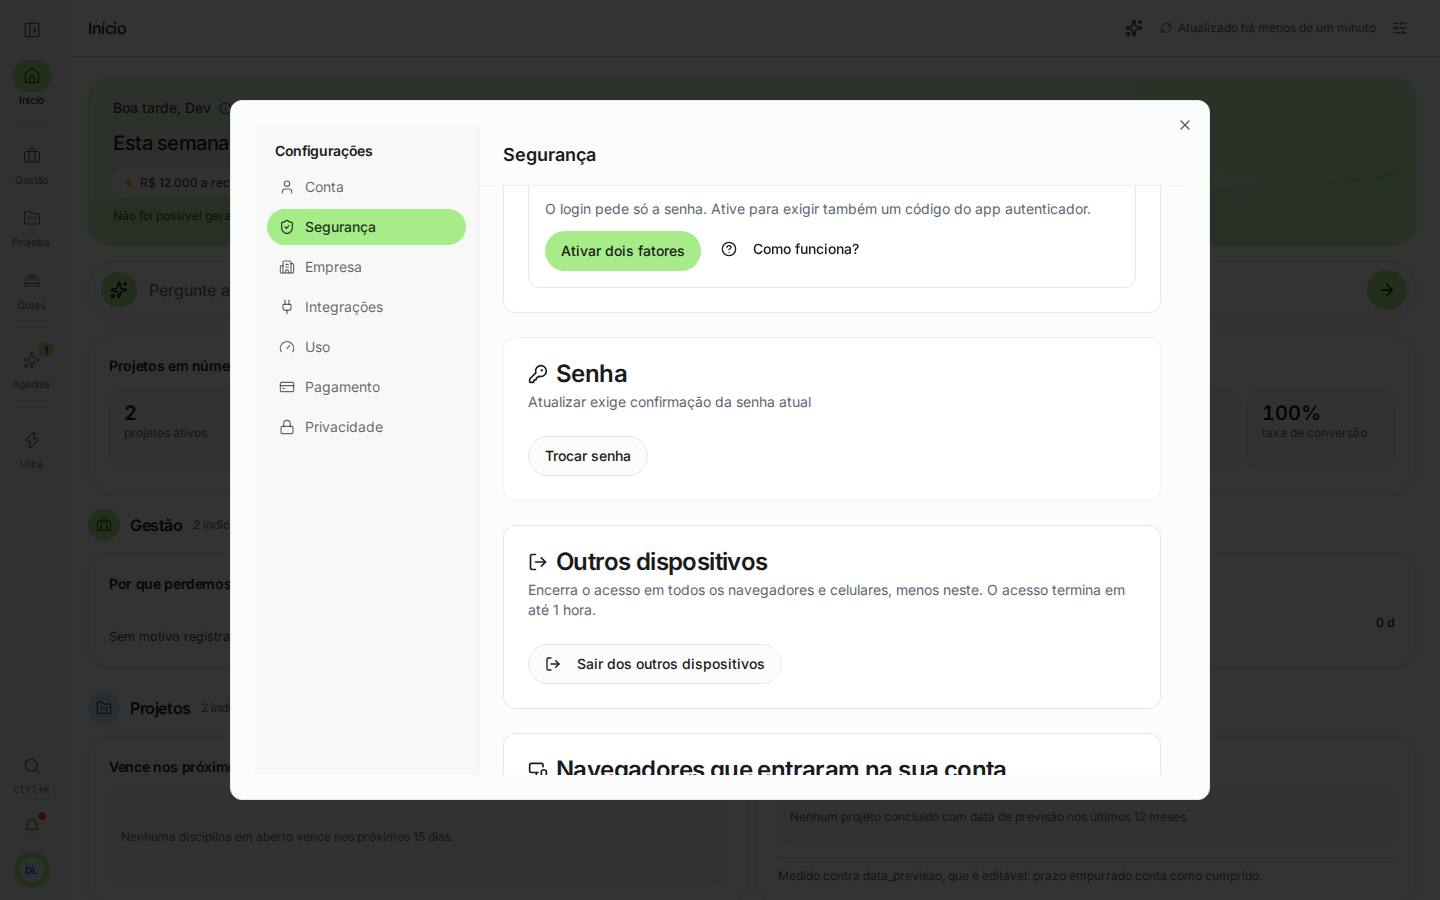 Início
Atualizado há menos de um minuto
Início
Gestão
Projetos
Obras
1
Agentes
Ultra
Ctrl+K
DL
Boa tarde, Dev
Esta semana
R$ 12.000 a rec
Não foi possível gera
Pergunte a
Projetos em núme
2
projetos ativos
100%
taxa de conversão
Gestão
2 indic
Por que perdemos
Sem motivo registra
0 d
Projetos
2 indi
Vence nos próxim
Nenhuma disciplina em aberto vence nos próximos 15 dias.
Nenhum projeto concluído com data de previsão nos últimos 12 meses.
Medido contra data_previsao, que é editável: prazo empurrado conta como cumprido.
Configurações
Conta
Segurança
Empresa
Integrações
Uso
Pagamento
Privacidade
Segurança
O login pede só a senha. Ative para exigir também um código do app autenticador.
Ativar dois fatores
Como funciona?
Senha
Atualizar exige confirmação da senha atual
Trocar senha
Outros dispositivos
Encerra o acesso em todos os navegadores e celulares, menos neste. O acesso termina em
até 1 hora.
Sair dos outros dispositivos
Navegadores que entraram na sua conta